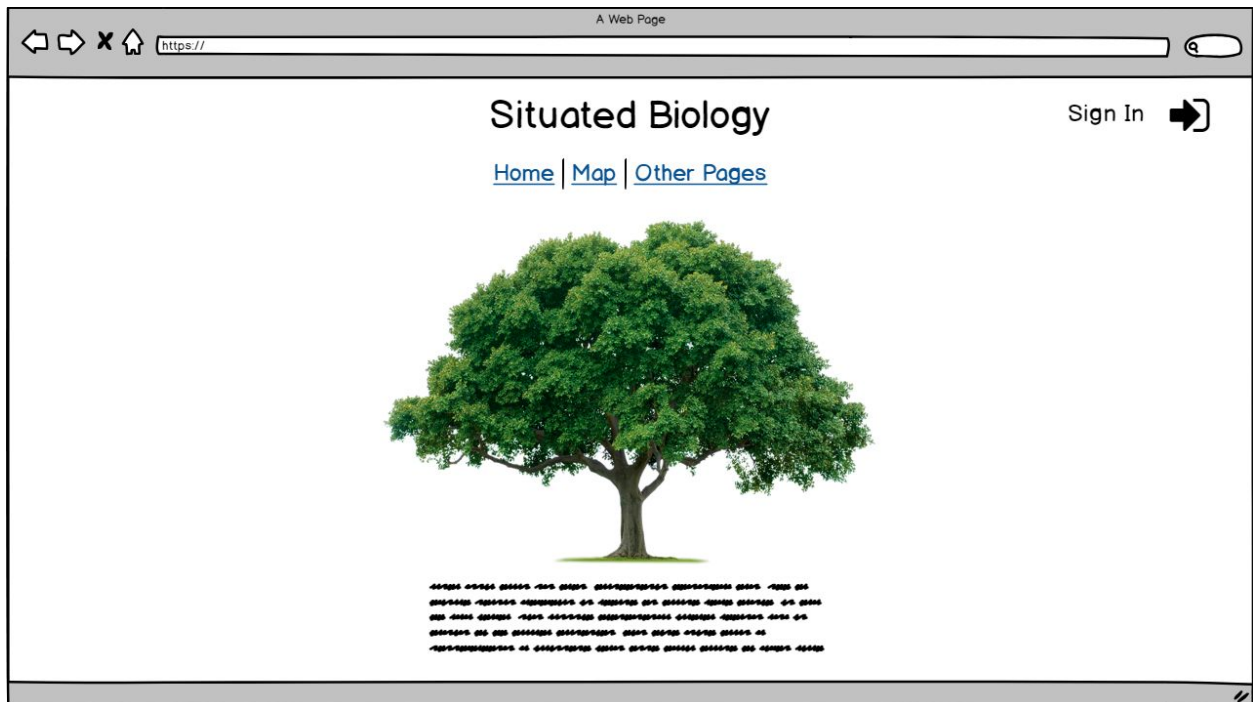 A Web Page
https://
Situated Biology
Sign In
Home | Map | Other Pages